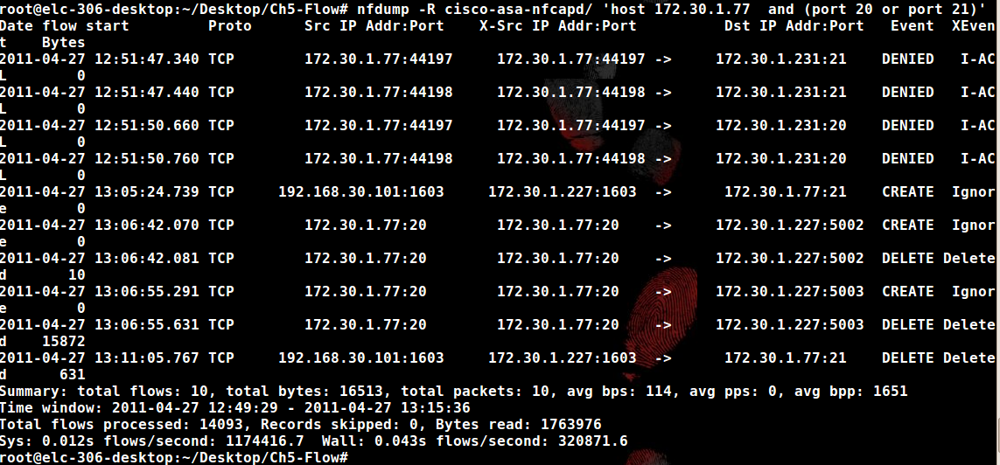 root@elc-306-desktop:~/Desktop/Ch5-Flow# nfdump -R cisco-asa-nfcapd/ 'host 172.30.1.77  and (port 20 or port 21)'
Date flow start          Proto      Src IP Addr:Port    X-Src IP Addr:Port          Dst IP Addr:Port   Event  XEven
t    Bytes
2011-04-27 12:51:47.340 TCP        172.30.1.77:44197     172.30.1.77:44197 ->     172.30.1.231:21    DENIED   I-AC
L        0
2011-04-27 12:51:47.440 TCP        172.30.1.77:44198     172.30.1.77:44198 ->     172.30.1.231:21    DENIED   I-AC
L        0
2011-04-27 12:51:50.660 TCP        172.30.1.77:44197     172.30.1.77:44197 ->     172.30.1.231:20    DENIED   I-AC
L        0
2011-04-27 12:51:50.760 TCP        172.30.1.77:44198     172.30.1.77:44198 ->     172.30.1.231:20    DENIED   I-AC
L        0
2011-04-27 13:05:24.739 TCP     192.168.30.101:1603     172.30.1.227:1603  ->      172.30.1.77:21    CREATE  Ignor
e        0
2011-04-27 13:06:42.070 TCP        172.30.1.77:20        172.30.1.77:20    ->     172.30.1.227:5002  CREATE  Ignor
e        0
2011-04-27 13:06:42.081 TCP        172.30.1.77:20        172.30.1.77:20    ->     172.30.1.227:5002  DELETE Delete
d       10
2011-04-27 13:06:55.291 TCP        172.30.1.77:20        172.30.1.77:20    ->     172.30.1.227:5003  CREATE  Ignor
e        0
2011-04-27 13:06:55.631 TCP        172.30.1.77:20        172.30.1.77:20    ->     172.30.1.227:5003  DELETE Delete
d    15872
2011-04-27 13:11:05.767 TCP     192.168.30.101:1603     172.30.1.227:1603  ->      172.30.1.77:21    DELETE Delete
d      631
Summary: total flows: 10, total bytes: 16513, total packets: 10, avg bps: 114, avg pps: 0, avg bpp: 1651
Time window: 2011-04-27 12:49:29 - 2011-04-27 13:15:36
Total flows processed: 14093, Records skipped: 0, Bytes read: 1763976
Sys: 0.012s flows/second: 1174416.7  Wall: 0.043s flows/second: 320871.6
root@elc-306-desktop:~/Desktop/Ch5-Flow#